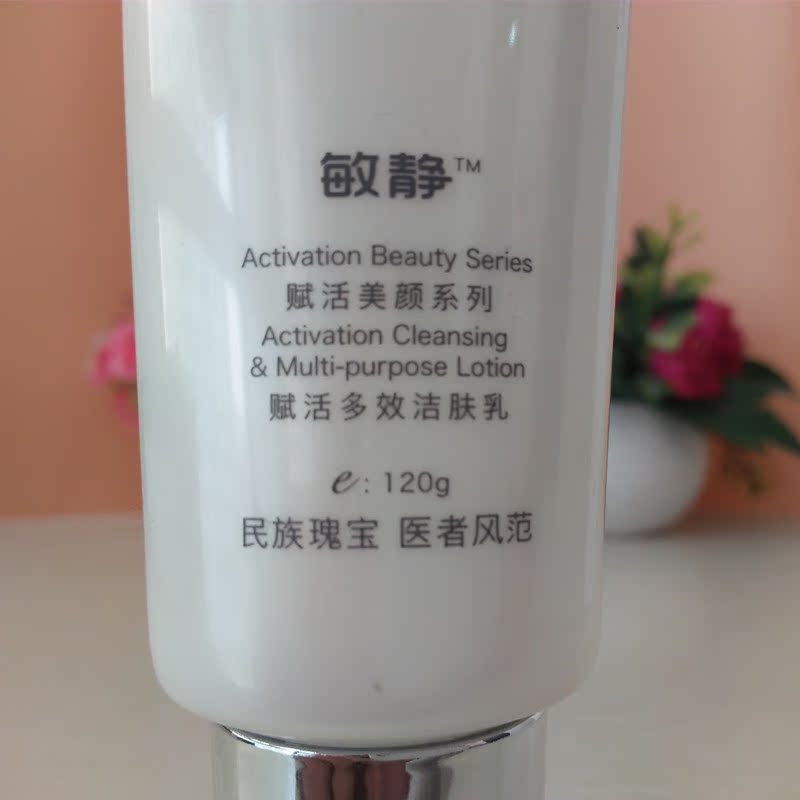 敏静™
Activation Beauty Series
赋活美颜系列
Activation Cleansing
& Multi-purpose Lotion
赋活多效洁肤乳
e: 120g
民族瑰宝 医者风范